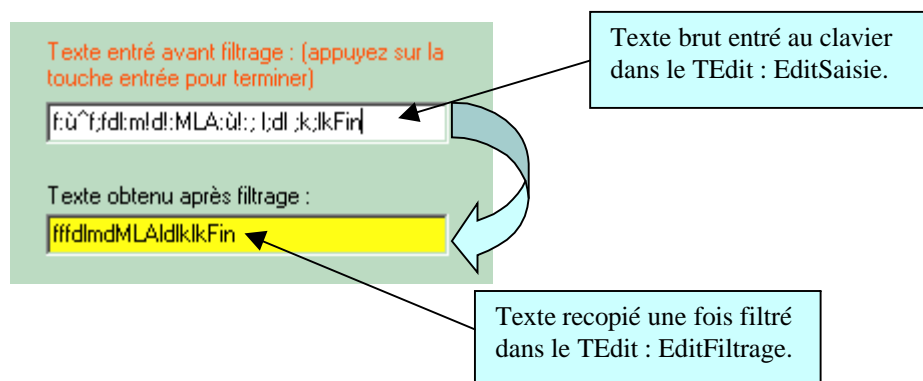 Texte entré avant filtrage : (appuyez sur la
touche entrée pour terminer)
f:ù^f;fdl:m!d!:MLA:ù!:; l;dl ;k;lkFin
Texte obtenu après filtrage :
fffdlmdMLAldlklkFin
Texte brut entré au clavier
dans le TEdit : EditSaisie.
Texte recopié une fois filtré
dans le TEdit : EditFiltrage.